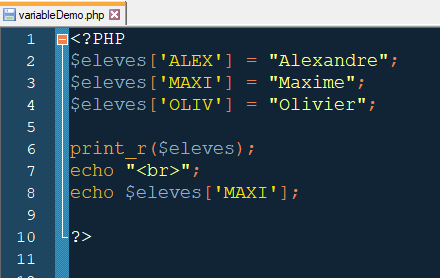 variableDemo.php
1 <?PHP
2 $eleves['ALEX'] = "Alexandre";
3 $eleves['MAXI'] = "Maxime";
4 $eleves['OLIV'] = "Olivier";
5
6 print_r($eleves);
7 echo "<br>";
8 echo $eleves['MAXI'];
9
10 ?>
11